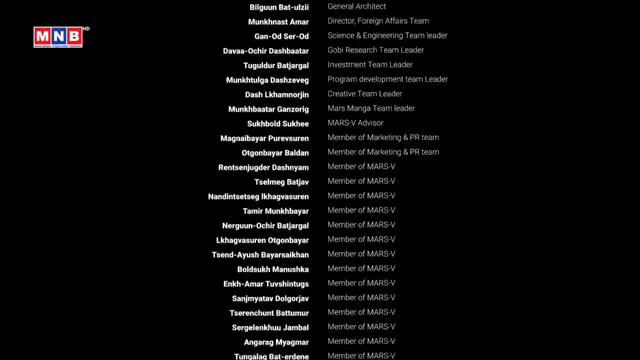 MNB HD
Bilguun Bat-ulzii General Architect
Munkhnast Amar Director, Foreign Affairs Team
Gan-Od Ser-Od Science & Engineering Team leader
Davaa-Ochir Dashbaatar Gobi Research Team Leader
Tuguldur Batjargal Investment Team Leader
Munkhtulga Dashzeveg Program development team Leader
Dash Lkhamnorjin Creative Team Leader
Munkhbaatar Ganzorig Mars Manga Team leader
Sukhbold Sukhee MARS-V Advisor
Magnaibayar Purevsuren Member of Marketing & PR team
Otgonbayar Baldan Member of Marketing & PR team
Rentsenjugder Dashnyam Member of MARS-V
Tselmeg Batjav Member of MARS-V
Nandintsetseg lkhagvasuren Member of MARS-V
Tamir Munkhbayar Member of MARS-V
Nerguun-Ochir Batjargal Member of MARS-V
Lkhagvasuren Otgonbayar Member of MARS-V
Tsend-Ayush Bayarsaikhan Member of MARS-V
Boldsukh Manushka Member of MARS-V
Enkh-Amar Tuvshintugs Member of MARS-V
Sanjmyatav Dolgorjav Member of MARS-V
Tserenchunt Battumur Member of MARS-V
Sergelenkhuu Jambal Member of MARS-V
Angarag Myagmar Member of MARS-V
Tungalag Bat-erdene Member of MARS-V